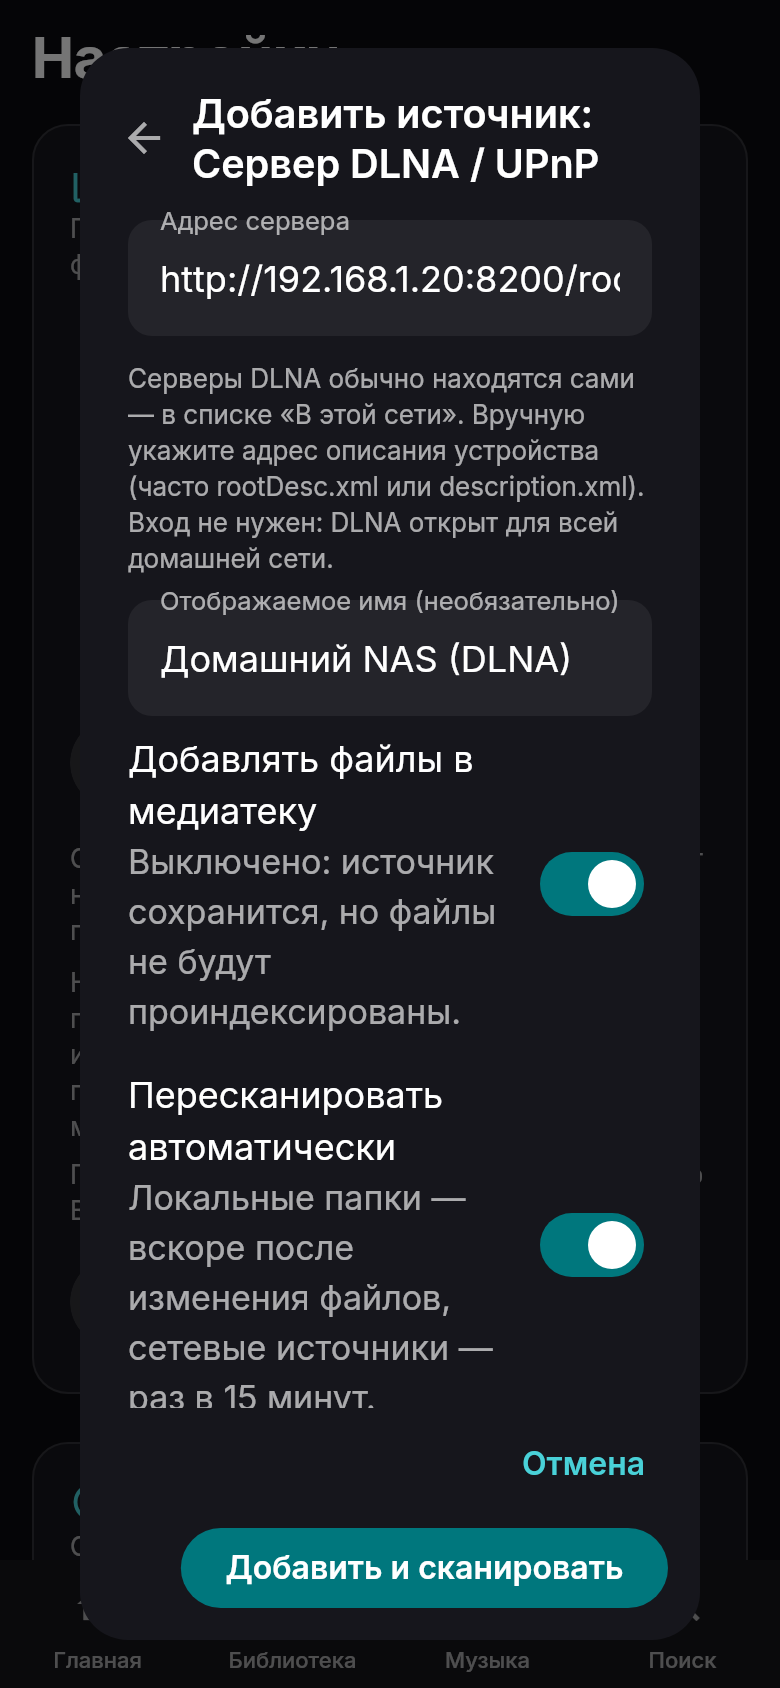 Добавить источник:
Сервер DLNA / UPnP
Адрес сервера
http://192.168.1.20:8200/roo
Серверы DLNA обычно находятся сами
— в списке «В этой сети». Вручную
укажите адрес описания устройства
(часто rootDesc.xml или description.xml).
Вход не нужен: DLNA открыт для всей
домашней сети.
Отображаемое имя (необязательно)
Домашний NAS (DLNA)
Добавлять файлы в
медиатеку
Выключено: источник
сохранится, но файлы
не будут
проиндексированы.
Пересканировать
автоматически
Локальные папки —
вскоре после
изменения файлов,
сетевые источники —
раз в 15 минут.
Отмена
Добавить и сканировать
Главная
Библиотека
Музыка
Поиск